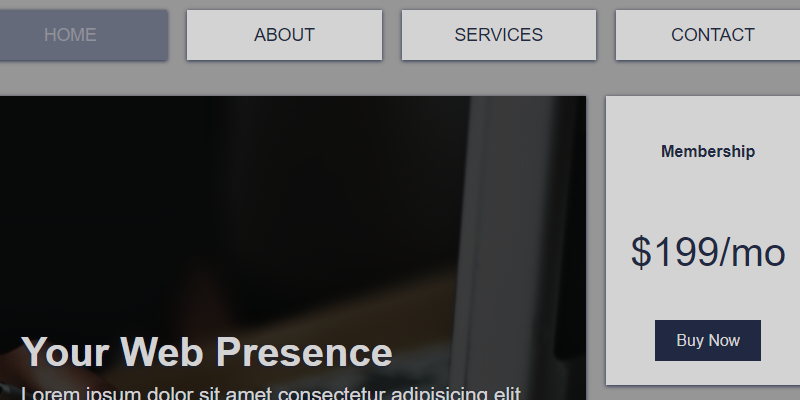 HOME
ABOUT
SERVICES
CONTACT
Membership
$199/mo
Buy Now
Your Web Presence
Lorem ipsum dolor sit amet consectetur adipisicing elit